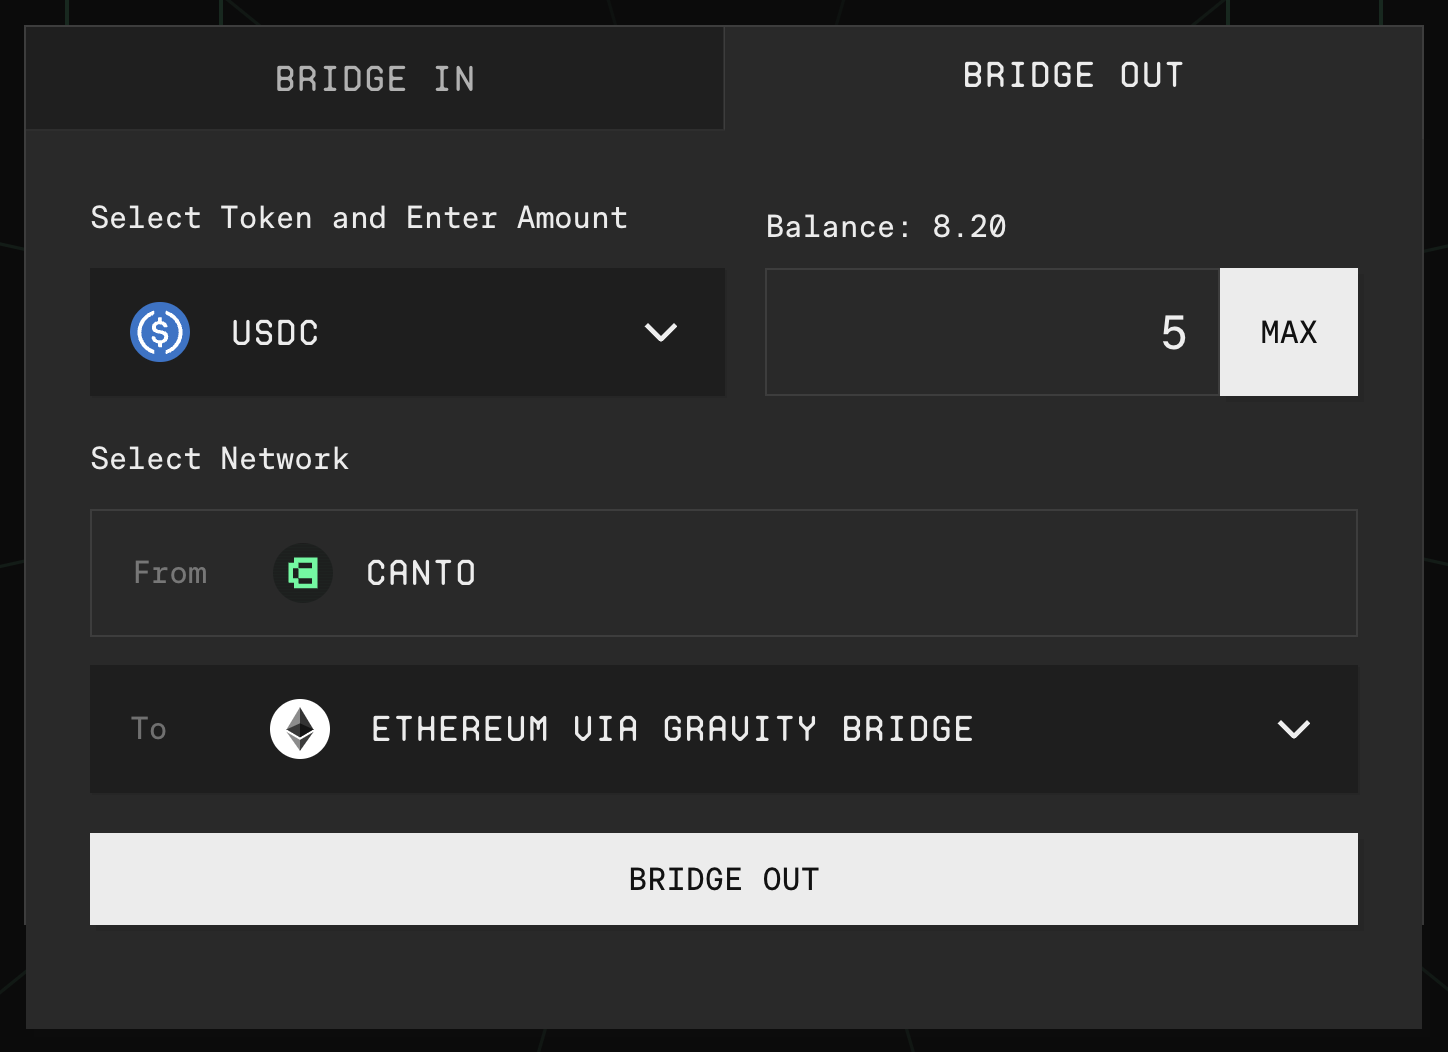 BRIDGE IN
BRIDGE OUT
Select Token and Enter Amount
Balance: 8.20
USDC
5
MAX
Select Network
From
CANTO
To
ETHEREUM VIA GRAVITY BRIDGE
BRIDGE OUT